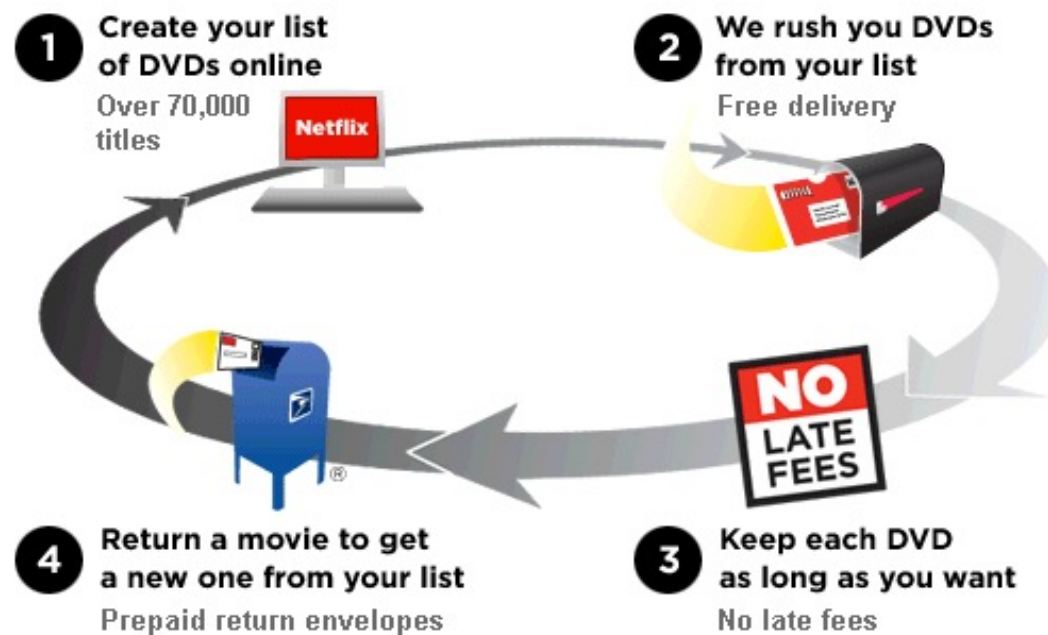 1
Create your list
of DVDs online
Over 70,000
titles
Netflix
2
We rush you DVDs
from your list
Free delivery
NO
LATE
FEES
3
Keep each DVD
as long as you want
No late fees
®
4
Return a movie to get
a new one from your list
Prepaid return envelopes